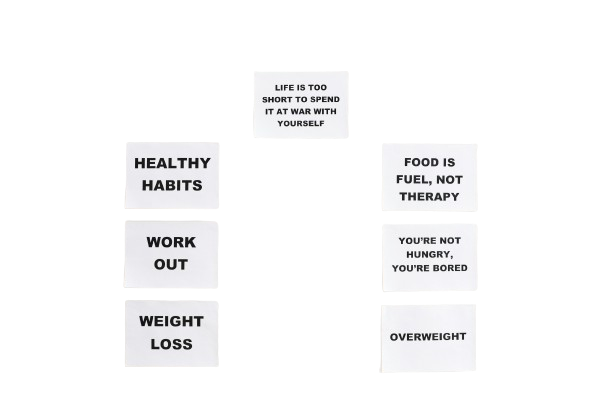 LIFE IS TOO
SHORT TO SPEND
IT AT WAR WITH
YOURSELF
HEALTHY
HABITS
FOOD IS
FUEL, NOT
THERAPY
WORK
OUT
YOU'RE NOT
HUNGRY,
YOU'RE BORED
WEIGHT
LOSS
OVERWEIGHT